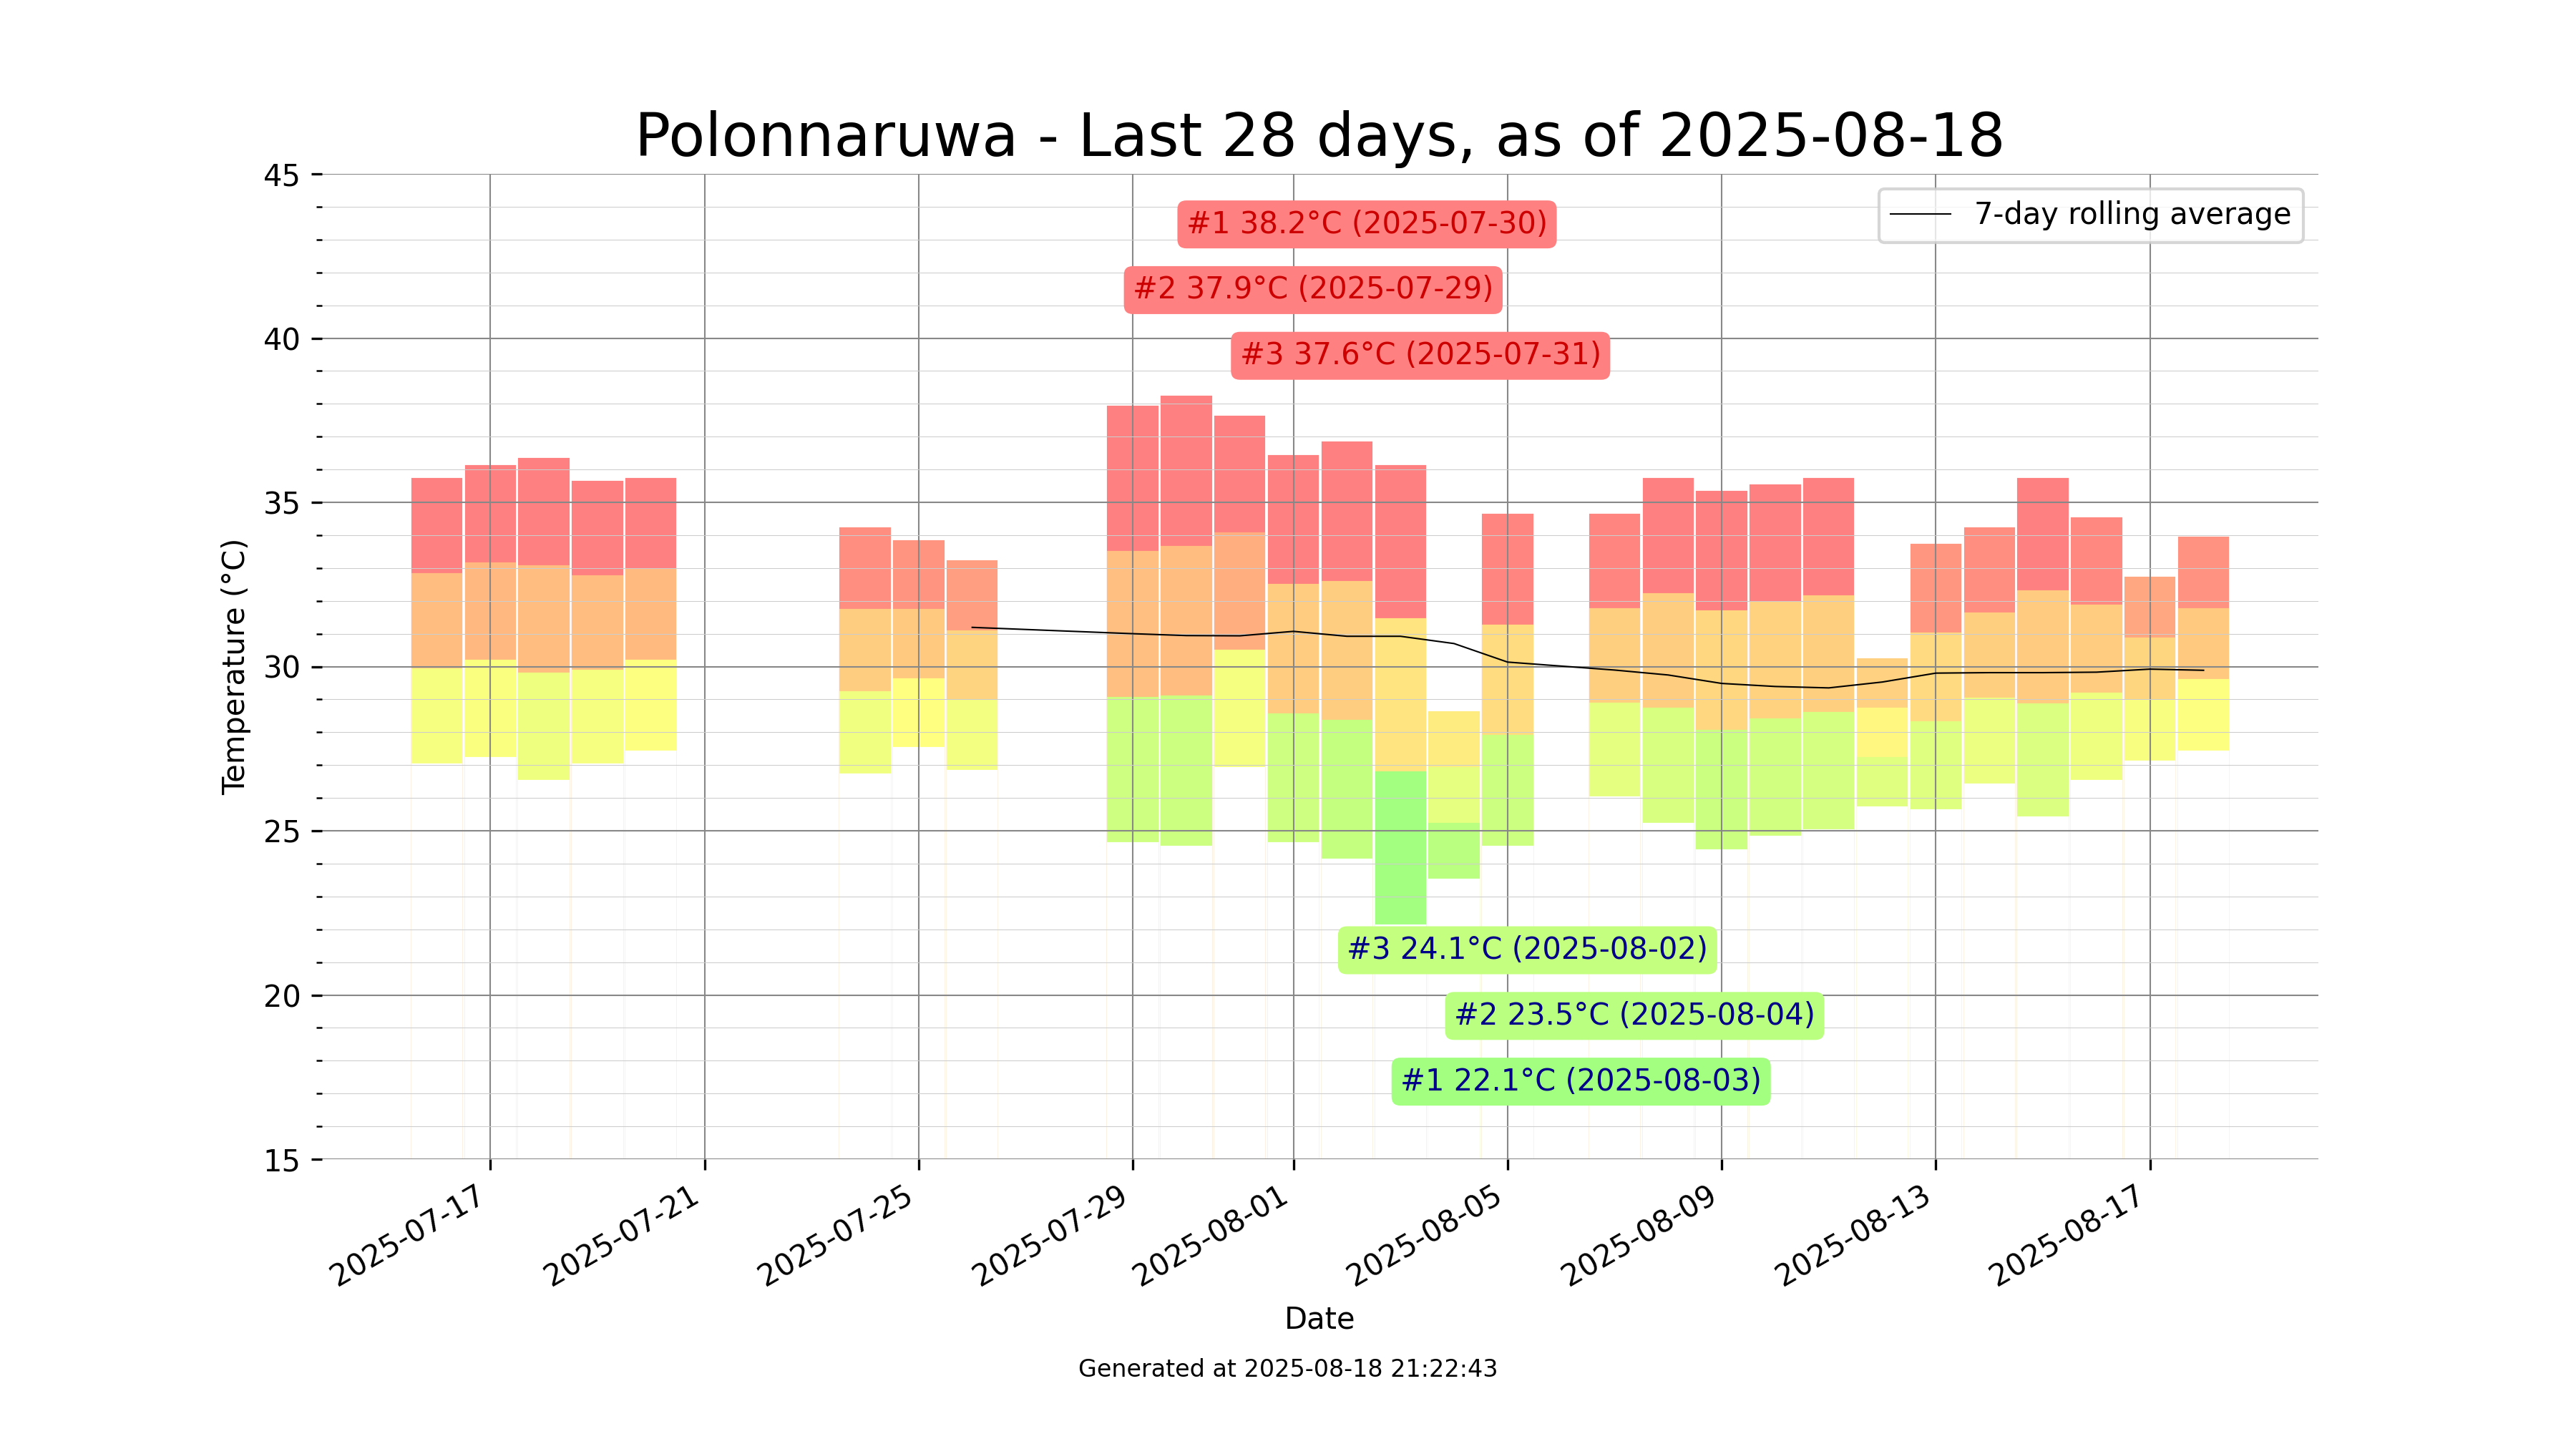 Polonnaruwa - Last 28 days, as of 2025-08-18
7-day rolling average
#1 38.2°C (2025-07-30)
#2 37.9°C (2025-07-29)
#3 37.6°C (2025-07-31)
#3 24.1°C (2025-08-02)
#2 23.5°C (2025-08-04)
#1 22.1°C (2025-08-03)
Temperature (°C)
45
40
35
30
25
20
15
2025-07-17
2025-07-21
2025-07-25
2025-07-29
2025-08-01
2025-08-05
2025-08-09
2025-08-13
2025-08-17
Date
Generated at 2025-08-18 21:22:43